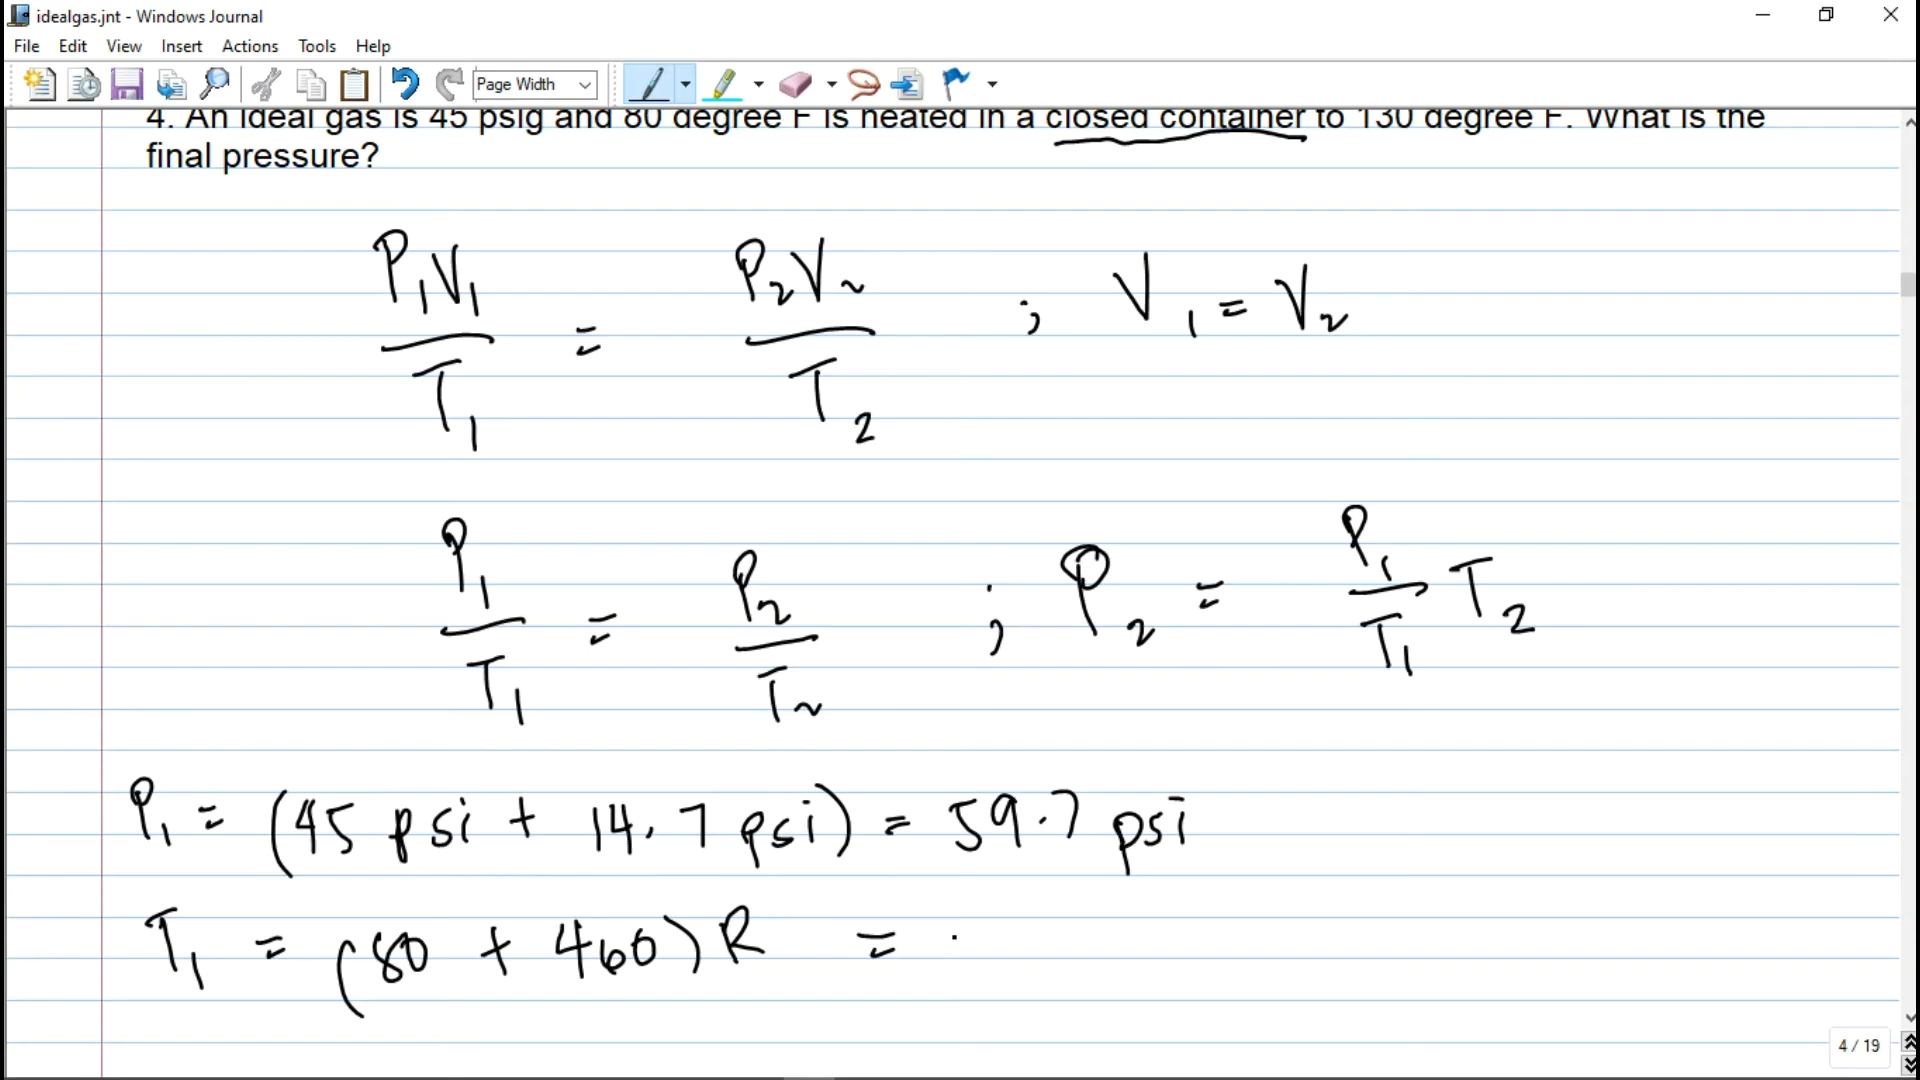 idealgas.jnt - Windows Journal
File Edit View Insert Actions Tools Help
Page Width
4. An ideal gas is 45 psig and 80 degree F is heated in a closed container to 130 degree F. What is the
final pressure?
P₁V₁/T₁ = P₂V₂/T₂ ; V₁ = V₂
P₁/T₁ = P₂/T₂ ; P₂ = P₁/T₁ T₂
P₁ = (45 psi + 14.7 psi) = 59.7 psi
T₁ = (80 + 460) R =
4 / 19